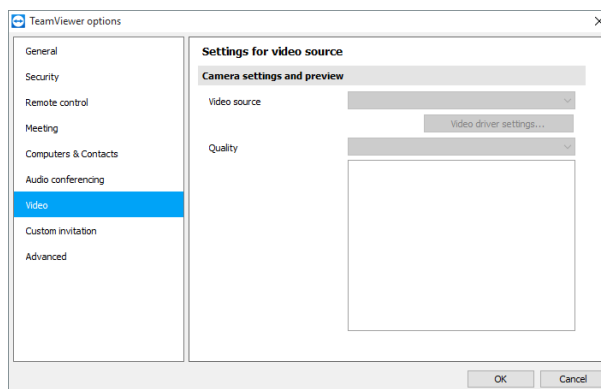 TeamViewer options
General
Security
Remote control
Meeting
Computers & Contacts
Audio conferencing
Video
Custom invitation
Advanced
Settings for video source
Camera settings and preview
Video source
Video driver settings...
Quality
OK
Cancel